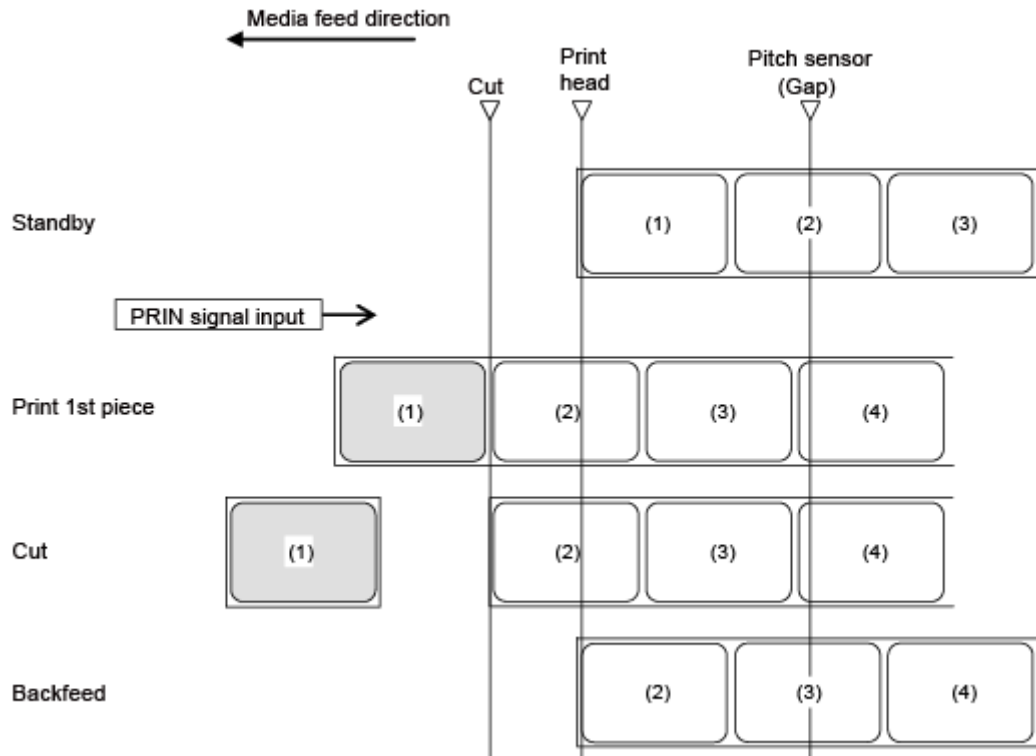 Media feed direction
Cut
Print
head
Pitch sensor
(Gap)
Standby
(1)
(2)
(3)
PRIN signal input
Print 1st piece
(1)
(2)
(3)
(4)
Cut
(1)
(2)
(3)
(4)
Backfeed
(2)
(3)
(4)